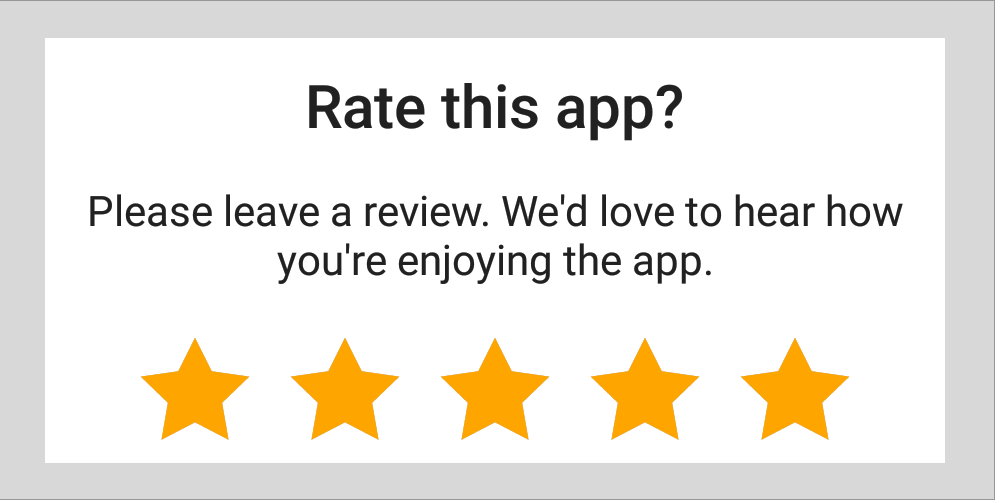 Rate this app?
Please leave a review. We'd love to hear how
you're enjoying the app.